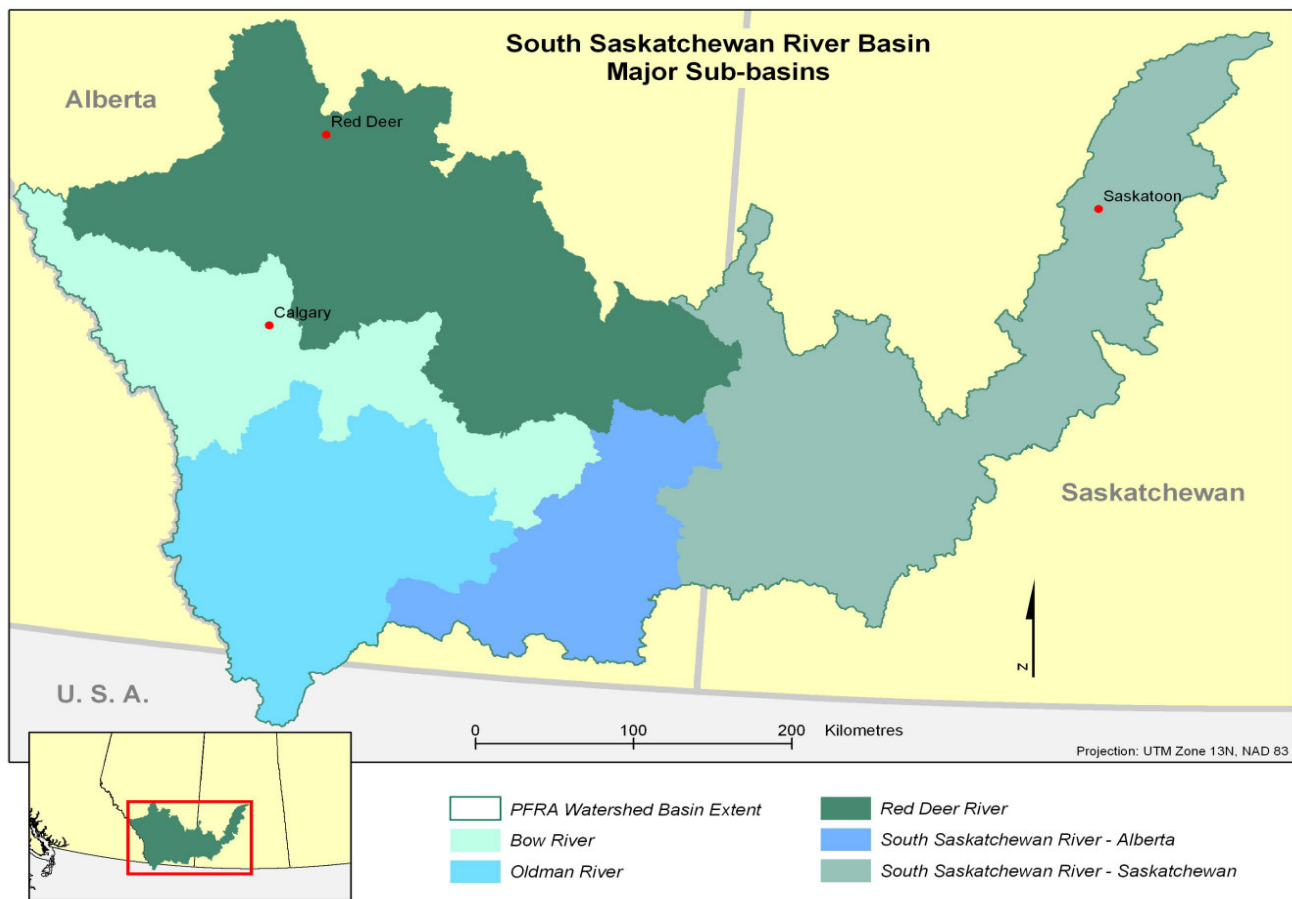 South Saskatchewan River Basin
Major Sub-basins
Alberta
Red Deer
Saskatoon
Calgary
Saskatchewan
N
U. S. A.
0 100 200 Kilometres
Projection: UTM Zone 13N, NAD 83
PFRA Watershed Basin Extent
Bow River
Oldman River
Red Deer River
South Saskatchewan River - Alberta
South Saskatchewan River - Saskatchewan